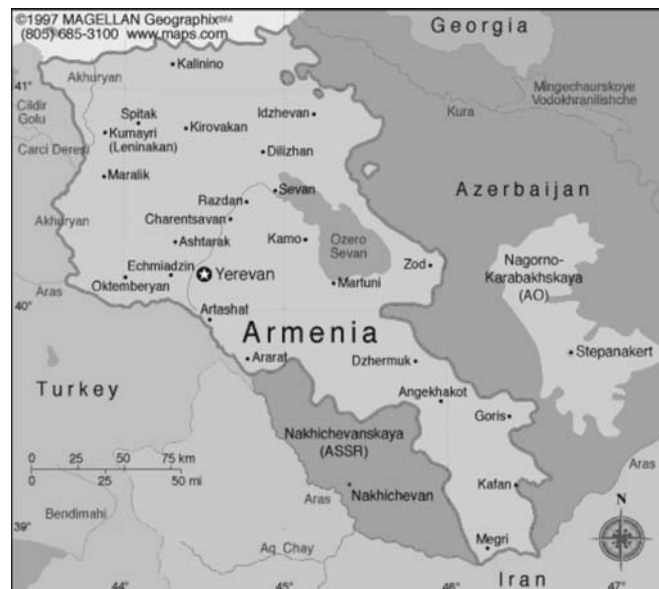 ©1997 MAGELLAN Geographix℠
(805) 685-3100 www.maps.com
Georgia
Kalinino
Akhuryan
41°
Mingechaurskoye
Vodokhranilishche
Cildir
Golu
Spitak
Idzhevan
Kura
Kumayri
(Leninakan)
Kirovakan
Carci Deresi
Dilizhan
Maralik
Sevan
Azerbaijan
Razdan
Akhuryan
Charentsavan
Ashtarak
Kamo
Ozero
Sevan
Nagorno-
Karabakhskaya
(AO)
Echmiadzin
Yerevan
Zod
Oktemberyan
Martuni
Aras
40°
Artashat
Armenia
Stepanakert
Ararat
Dzhermuk
Turkey
Angekhakot
Goris
Nakhichevanskaya
(ASSR)
0 25 50 75 km
0 25 50 mi
Aras
Kafan
Nakhichevan
Aras
N
Bendimahi
39°
Megri
Aq Chay
Iran
44°
45°
46°
47°